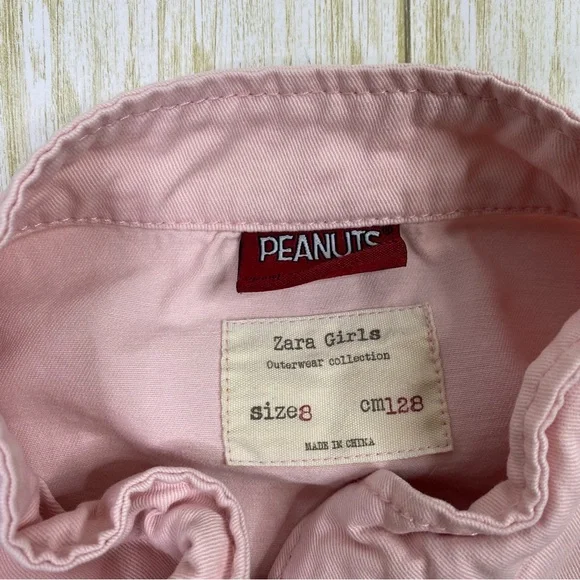 PEANUTS
Zara Girls
Outerwear collection
size8 cm128
MADE IN CHINA